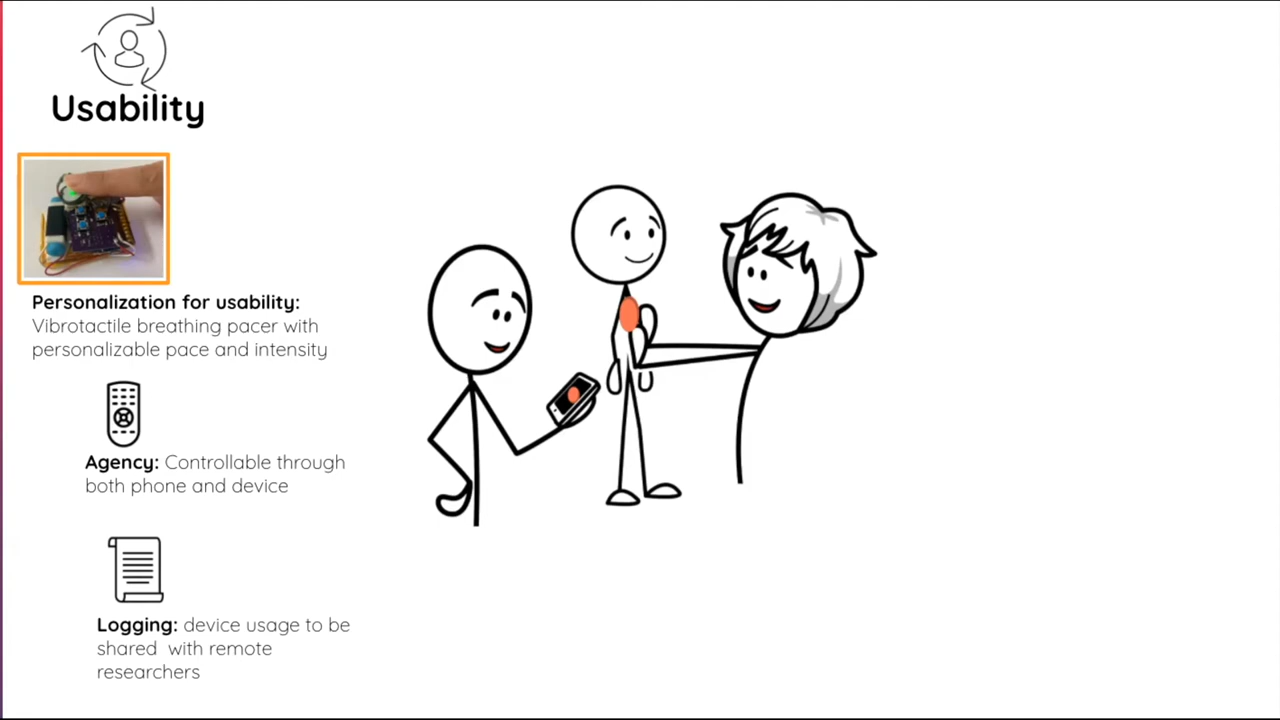 Usability
Personalization for usability:
Vibrotactile breathing pacer with
personalizable pace and intensity
Agency: Controllable through
both phone and device
Logging: device usage to be
shared  with remote
researchers